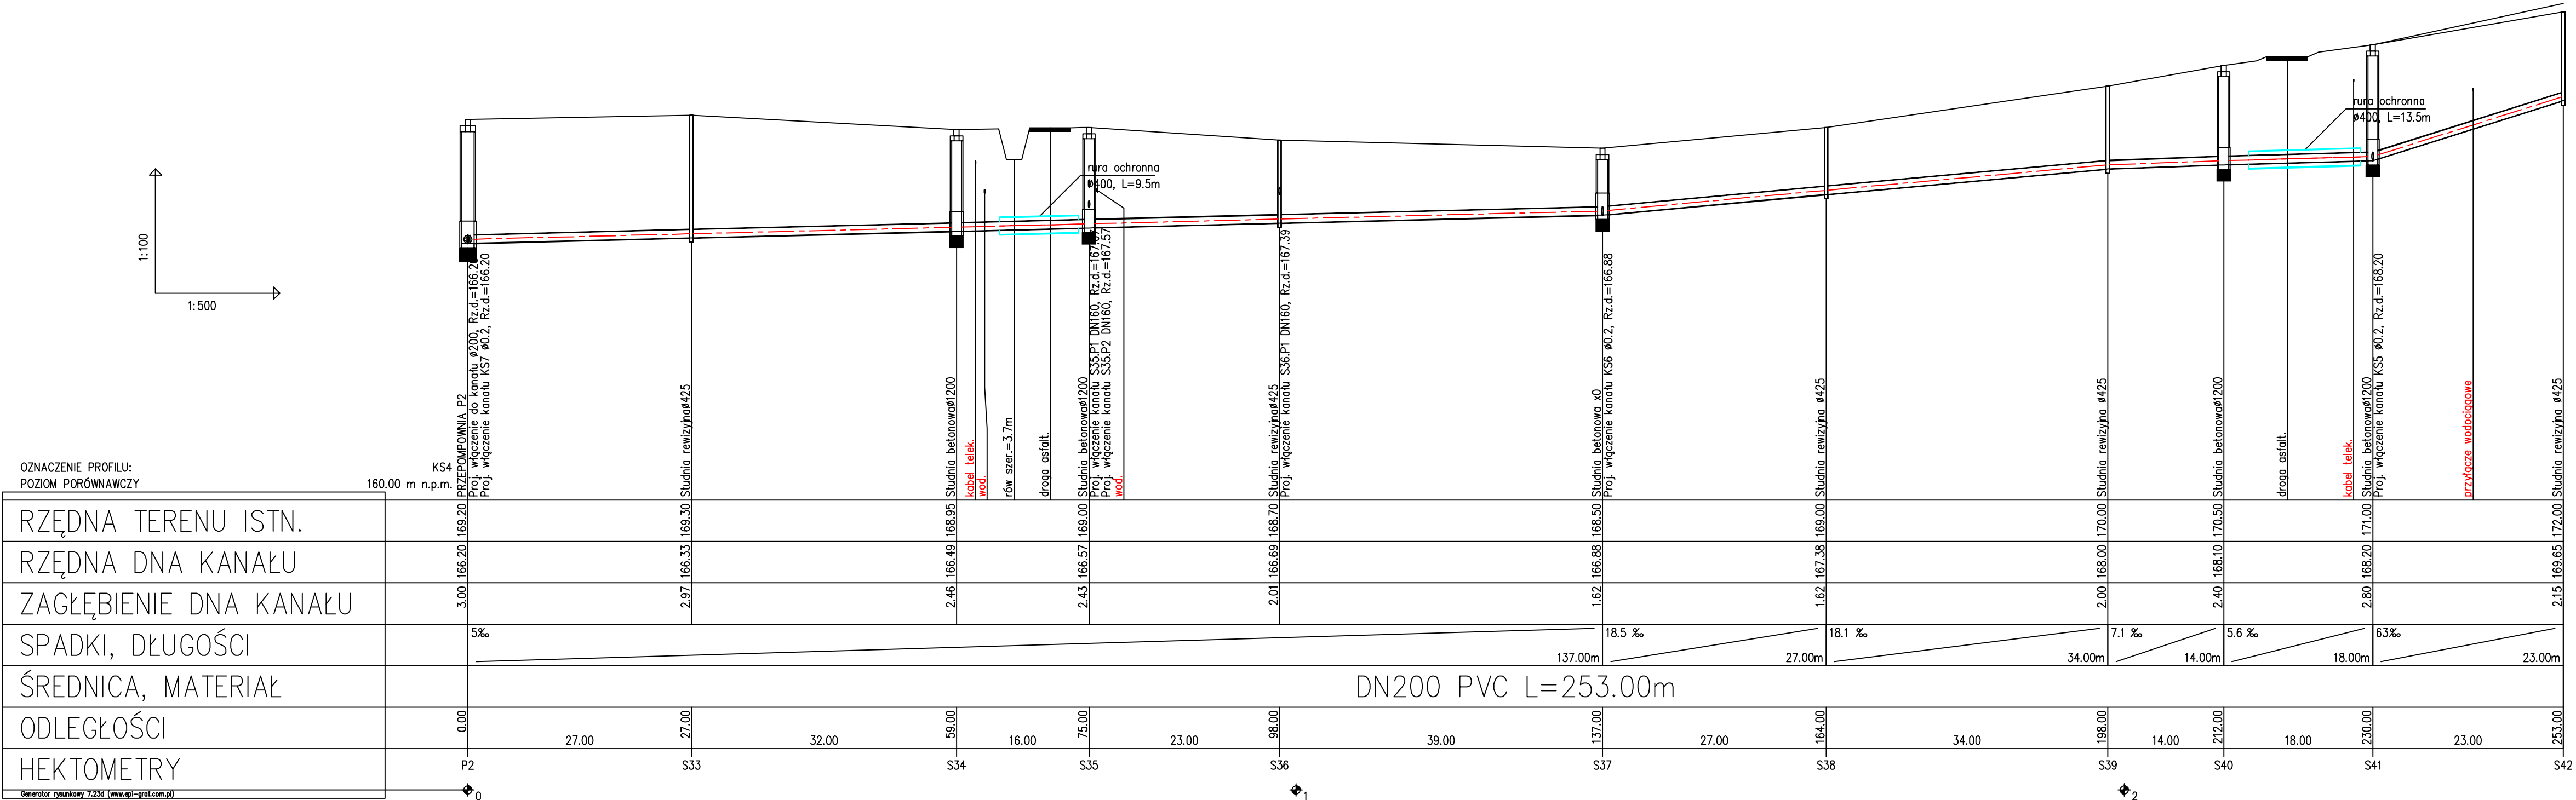 1:100
1:500
rura ochronna
ø400, L=9.5m
rura ochronna
ø400, L=13.5m
OZNACZENIE PROFILU: KS4
POZIOM PORÓWNAWCZY 160.00 m n.p.m.
PRZEPOMPOWNIA P2
Proj. włączenie do kanału ø200, Rz.d.=166.20
Proj. włączenie kanału KS7 ø0.2, Rz.d.=166.20
Studnia rewizyjnaø425
Studnia betonowaø1200
kabel telek.
wod.
rów szer.=3.7m
droga asfalt.
Studnia betonowaø1200
Proj. włączenie kanału S35.P1 DN160, Rz.d.=167.
Proj. włączenie kanału S35.P2 DN160, Rz.d.=167.57
wod.
Studnia rewizyjnaø425
Proj. włączenie kanału S36.P1 DN160, Rz.d.=167.39
Studnia betonowa x0
Proj. włączenie kanału KS6 ø0.2, Rz.d.=166.88
Studnia rewizyjna ø425
Studnia rewizyjna ø425
Studnia betonowaø1200
droga asfalt.
kabel telek.
Studnia betonowaø1200
Proj. włączenie kanału KS5 ø0.2, Rz.d.=168.20
przyłącze wodociągowe
Studnia rewizyjna ø425
RZĘDNA TERENU ISTN. 169.20 169.30 168.95 169.00 168.70 168.50 169.00 170.00 170.50 171.00 172.00
RZĘDNA DNA KANAŁU 166.20 166.33 166.49 166.57 166.69 166.88 167.38 168.00 168.10 168.20 169.65
ZAGŁĘBIENIE DNA KANAŁU 3.00 2.97 2.46 2.43 2.01 1.62 1.62 2.00 2.40 2.80 2.15
SPADKI, DŁUGOŚCI 5‰ 137.00m 18.5 ‰ 27.00m 18.1 ‰ 34.00m 7.1 ‰ 14.00m 5.6 ‰ 18.00m 63‰ 23.00m
ŚREDNICA, MATERIAŁ DN200 PVC L=253.00m
ODLEGŁOŚCI 0.00 27.00 27.00 32.00 59.00 16.00 75.00 23.00 98.00 39.00 137.00 27.00 164.00 34.00 198.00 14.00 212.00 18.00 230.00 23.00 253.00
HEKTOMETRY P2 S33 S34 S35 S36 S37 S38 S39 S40 S41 S42
Generator rysunkowy 7.23d (www.epi-graf.com.pl)
0 1 2